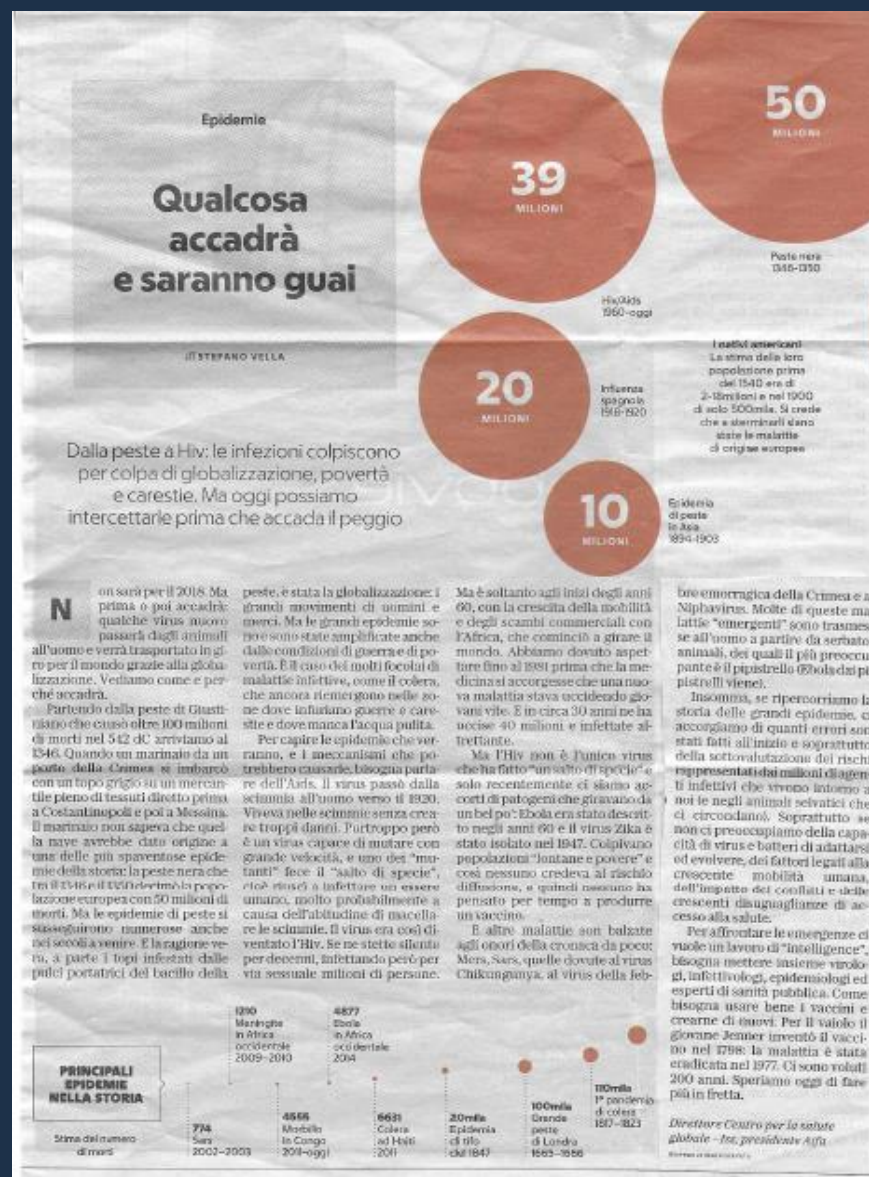 Epidemie
Qualcosa
accadrà
e saranno guai
di STEFANO VELLA
Dalla peste a Hiv: le infezioni colpiscono
per colpa di globalizzazione, povertà
e carestie. Ma oggi possiamo
intercettarle prima che accada il peggio
50
MILIONI
Peste nera
1346-1350
39
MILIONI
Hiv/Aids
1960-oggi
20
MILIONI
Influenza
spagnola
1918-1920
I nativi americani
La stima della loro
popolazione prima
del 1540 era di
2-18milioni e nel 1900
di solo 500mila. Si crede
che a sterminarli siano
state le malattie
di origine europea
10
MILIONI
Epidemia
di peste
in Asia
1894-1903
N
on sarà per il 2018. Ma
prima o poi accadrà:
qualche virus nuovo
passerà dagli animali
all'uomo e verrà trasportato in gi-
ro per il mondo grazie alla globa-
lizzazione. Vediamo come e per-
ché accadrà.
Partendo dalla peste di Giusti-
niano che causò oltre 100 milioni
di morti nel 542 dC arriviamo al
1346. Quando un marinaio da un
porto della Crimea si imbarcò
con un topo grigio su un mercan-
tile pieno di tessuti diretto prima
a Costantinopoli e poi a Messina.
Il marinaio non sapeva che quel-
la nave avrebbe dato origine a
una delle più spaventose epide-
mie della storia: la peste nera che
tra il 1346 e il 1350 decimò la popo-
lazione europea con 50 milioni di
morti. Ma le epidemie di peste si
susseguirono numerose anche
nei secoli a venire. E la ragione ve-
ra, a parte i topi infestati dalle
pulci portatrici del bacillo della
peste, è stata la globalizzazione: i
grandi movimenti di uomini e
merci. Ma le grandi epidemie so-
no e sono state amplificate anche
dalle condizioni di guerra e di po-
vertà. È il caso dei molti focolai di
malattie infettive, come il colera,
che ancora riemergono nelle zo-
ne dove infuriano guerre e care-
stie e dove manca l'acqua pulita.
Per capire le epidemie che ver-
ranno, e i meccanismi che po-
trebbero causarle, bisogna parla-
re dell'Aids. Il virus passò dalla
scimmia all'uomo verso il 1920.
Viveva nelle scimmie senza crea-
re troppi danni. Purtroppo però
è un virus capace di mutare con
grande velocità, e uno dei "mu-
tanti" fece il "salto di specie",
cioè riuscì a infettare un essere
umano, molto probabilmente a
causa dell'abitudine di macella-
re le scimmie. Il virus era così di-
ventato l'Hiv. Se ne stette silente
per decenni, infettando però per
via sessuale milioni di persone.
Ma è soltanto agli inizi degli anni
60, con la crescita della mobilità
e degli scambi commerciali con
l'Africa, che cominciò a girare il
mondo. Abbiamo dovuto aspet-
tare fino al 1981 prima che la me-
dicina si accorgesse che una nuo-
va malattia stava uccidendo gio-
vani vite. E in circa 30 anni ne ha
uccise 40 milioni e infettate al-
trettante.
Ma l'Hiv non è l'unico virus
che ha fatto "un salto di specie" e
solo recentemente ci siamo ac-
corti di patogeni che giravano da
un bel po': Ebola era stato descrit-
to negli anni 60 e il virus Zika è
stato isolato nel 1947. Colpivano
popolazioni "lontane e povere" e
così nessuno credeva al rischio
diffusione, e quindi nessuno ha
pensato per tempo a produrre
un vaccino.
E altre malattie son balzate
agli onori della cronaca da poco:
Mers, Sars, quelle dovute al virus
Chikungunya, al virus della feb-
bre emorragica della Crimea e a
Niphavirus. Molte di queste ma
lattie "emergenti" sono trasmes
se all'uomo a partire da serbato
animali, dei quali il più preoccu
pante è il pipistrello (Ebola dai pi
pistrelli viene).
Insomma, se ripercorriamo la
storia delle grandi epidemie, ci
accorgiamo di quanti errori son
stati fatti all'inizio e soprattutto
della sottovalutazione dei rischi
rappresentati dai milioni di agen-
ti infettivi che vivono intorno a
noi (e negli animali selvatici che
ci circondano). Soprattutto se
non ci preoccupiamo della capa-
cità di virus e batteri di adattarsi
ed evolvere, dei fattori legati alla
crescente mobilità umana,
dell'impatto dei conflitti e delle
crescenti disuguaglianze di ac-
cesso alla salute.
Per affrontare le emergenze ci
vuole un lavoro di "intelligence",
bisogna mettere insieme virolo-
gi, infettivologi, epidemiologi ed
esperti di sanità pubblica. Come
bisogna usare bene i vaccini e
crearne di nuovi. Per il vaiolo il
giovane Jenner inventò il vacci-
no nel 1798: la malattia è stata
eradicata nel 1977. Ci sono voluti
200 anni. Speriamo oggi di fare
più in fretta.
Direttore Centro per la salute
globale - Iss, presidente Aifa
PRINCIPALI
EPIDEMIE
NELLA STORIA
Stima del numero
di morti
774
Sars
2002-2003
1210
Meningite
in Africa
occidentale
2009-2010
4555
Morbillo
in Congo
2011-oggi
4877
Ebola
in Africa
occidentale
2014
6631
Colera
ad Haiti
2011
20mila
Epidemia
di tifo
del 1847
100mila
Grande
peste
di Londra
1665-1666
110mila
1ª pandemia
di colera
1817-1823